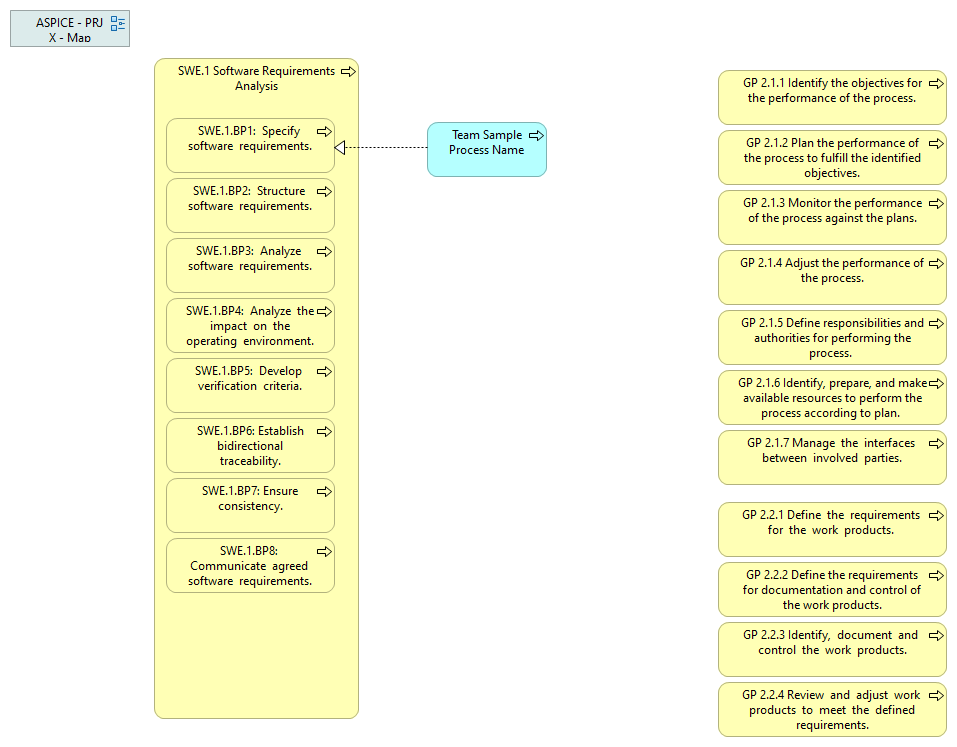 ASPICE - PRJ
X - Map
SWE.1 Software Requirements
Analysis
SWE.1.BP1: Specify
software requirements.
SWE.1.BP2: Structure
software requirements.
SWE.1.BP3: Analyze
software requirements.
SWE.1.BP4: Analyze the
impact on the
operating environment.
SWE.1.BP5: Develop
verification criteria.
SWE.1.BP6: Establish
bidirectional
traceability.
SWE.1.BP7: Ensure
consistency.
SWE.1.BP8:
Communicate agreed
software requirements.
Team Sample
Process Name
GP 2.1.1 Identify the objectives for
the performance of the process.
GP 2.1.2 Plan the performance of
the process to fulfill the identified
objectives.
GP 2.1.3 Monitor the performance
of the process against the plans.
GP 2.1.4 Adjust the performance of
the process.
GP 2.1.5 Define responsibilities and
authorities for performing the
process.
GP 2.1.6 Identify, prepare, and make
available resources to perform the
process according to plan.
GP 2.1.7 Manage the interfaces
between involved parties.
GP 2.2.1 Define the requirements
for the work products.
GP 2.2.2 Define the requirements
for documentation and control of
the work products.
GP 2.2.3 Identify, document and
control the work products.
GP 2.2.4 Review and adjust work
products to meet the defined
requirements.